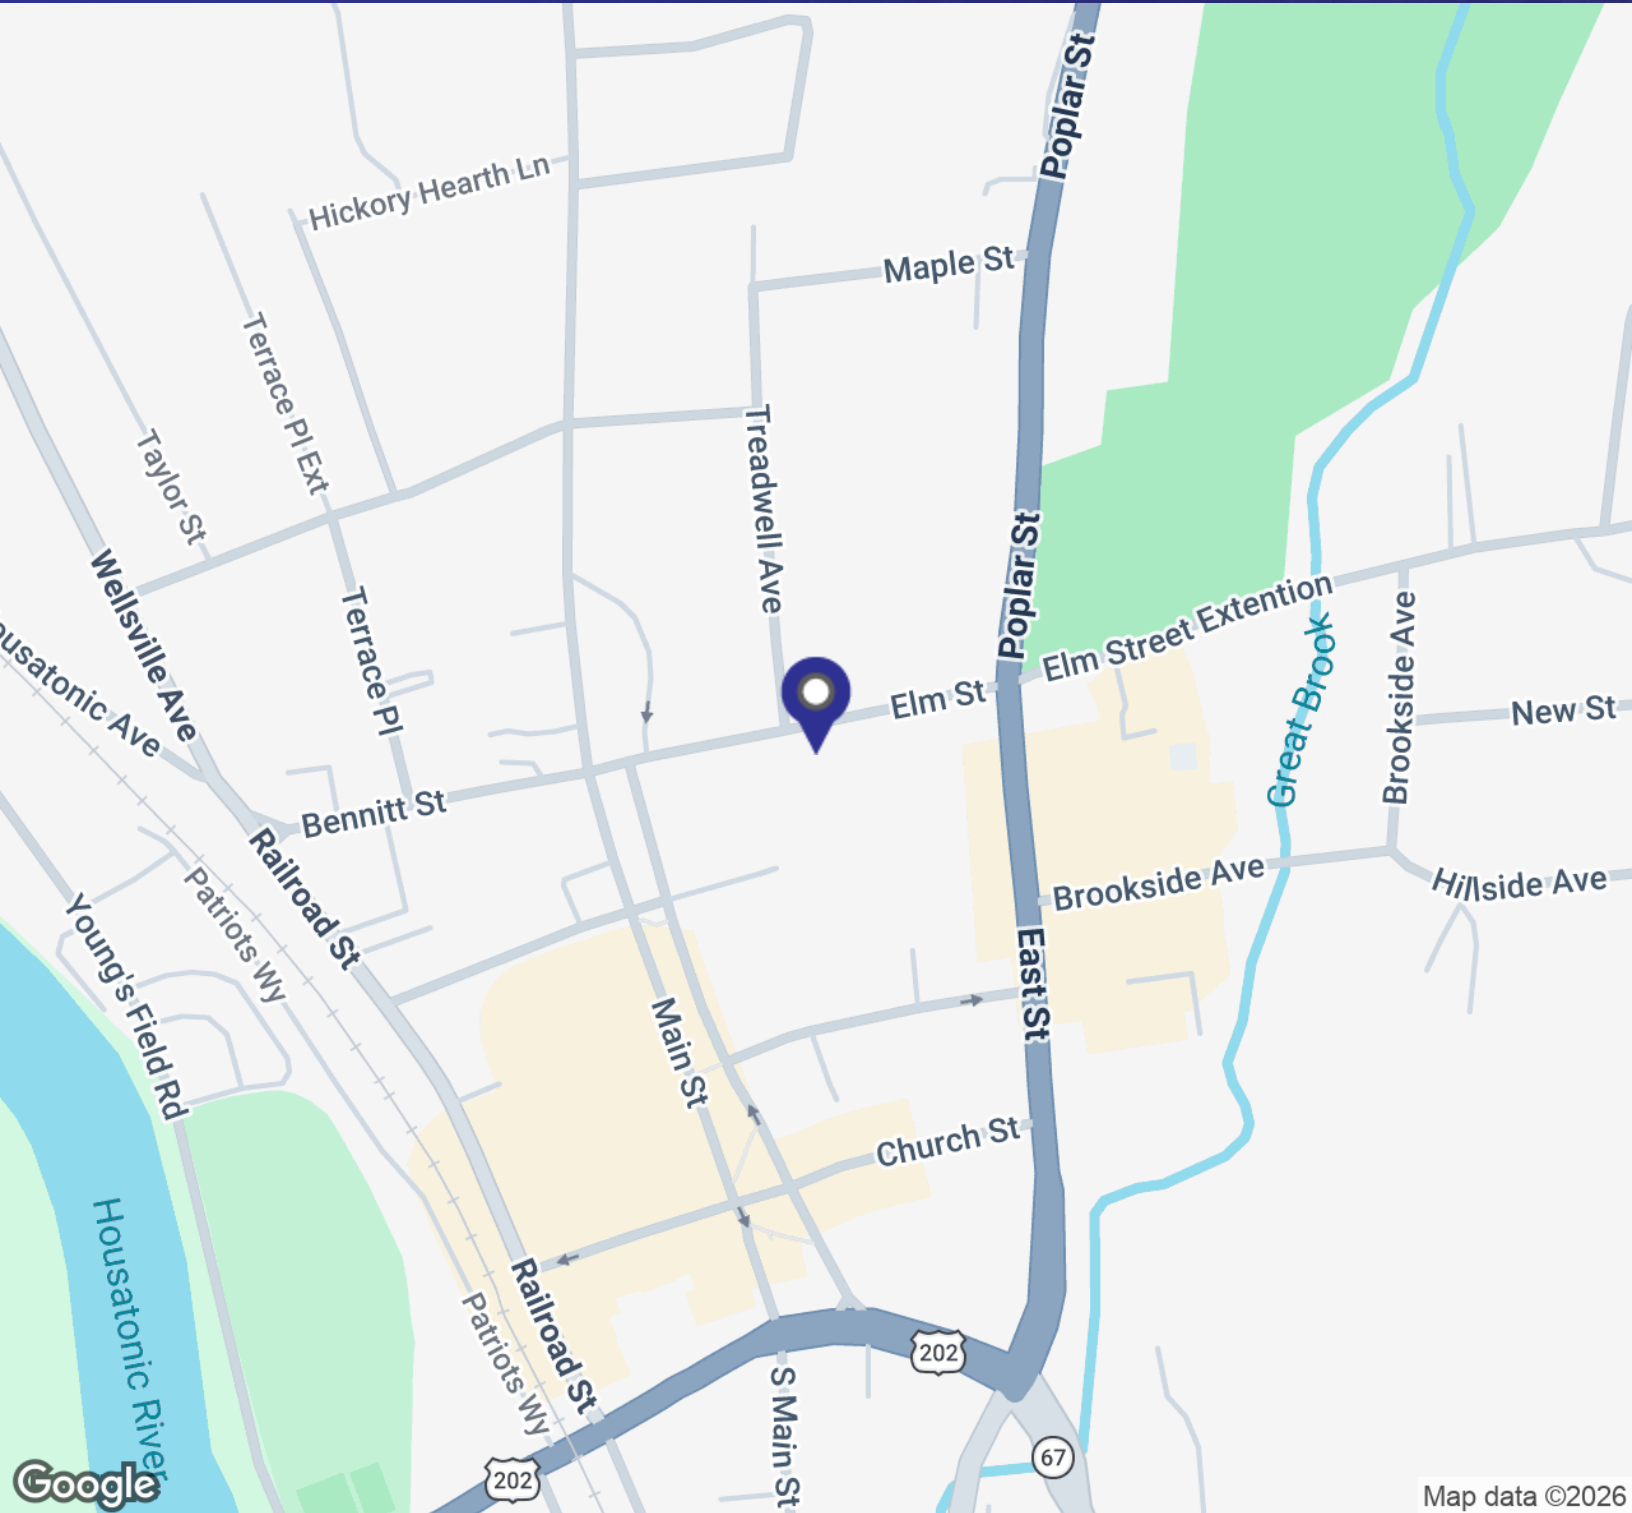 Poplar St
Hickory Hearth Ln
Maple St
Terrace Pl Ext
Treadwell Ave
Taylor St
Poplar St
Wellsville Ave
Elm Street Extention
Terrace Pl
Brookside Ave
Great Brook
ousatonic Ave
Elm St
New St
Bennitt St
Railroad St
Brookside Ave
Hillside Ave
Patriots Wy
Young's Field Rd
East St
Main St
Church St
Housatonic River
Railroad St
Patriots Wy
202
S Main St
67
202
Google
Map data ©2026